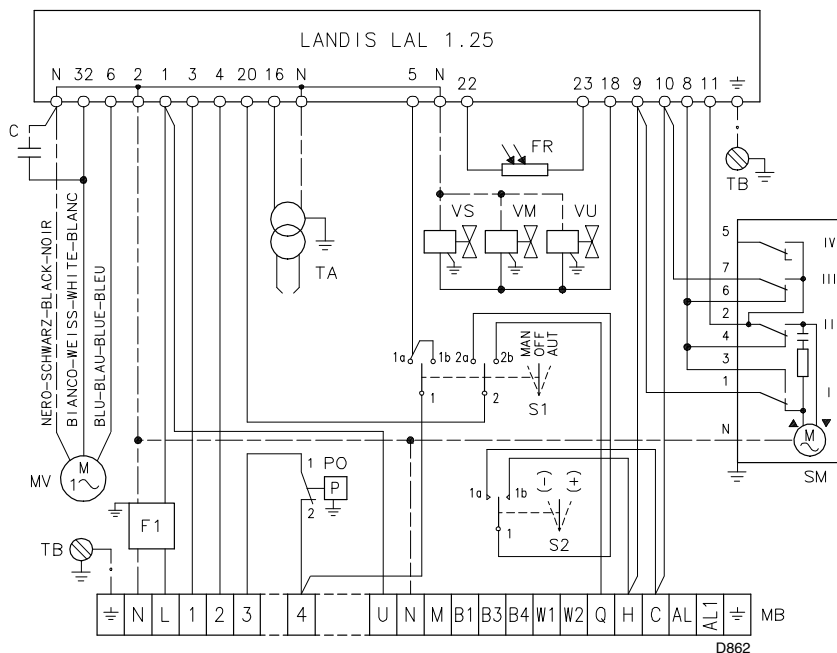 LANDIS LAL 1.25
N 32 6 2 1 3 4 20 16 N 5 N 22 23 18 9 10 8 11
C
FR
TB
NERO-SCHWARZ-BLACK-NOIR
BIANCO-WEISS-WHITE-BLANC
BLU-BLAU-BLUE-BLEU
TA
VS VM VU
5 IV
7 III
6
2 II
4
3
1 I
N
M
SM
1a 1b 2a 2b
MAN
OFF
AUT
1 2
S1
MV
M
1~
F1
TB
1 PO
P
2
1a 1b (-) (+)
1
S2
N L 1 2 3 4 U N M B1 B3 B4 W1 W2 Q H C AL AL1 MB
D862